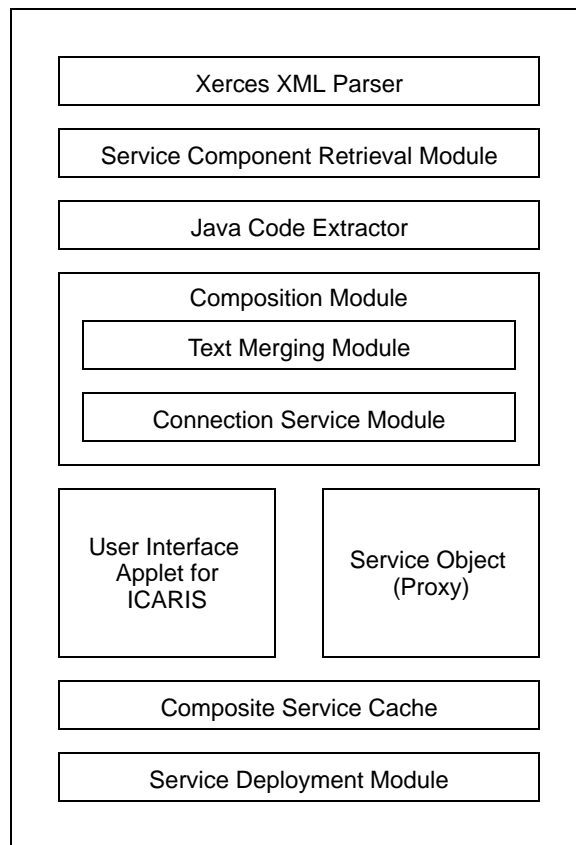 Xerces XML Parser
Service Component Retrieval Module
Java Code Extractor
Composition Module
Text Merging Module
Connection Service Module
User Interface
Applet for
ICARIS
Service Object
(Proxy)
Composite Service Cache
Service Deployment Module